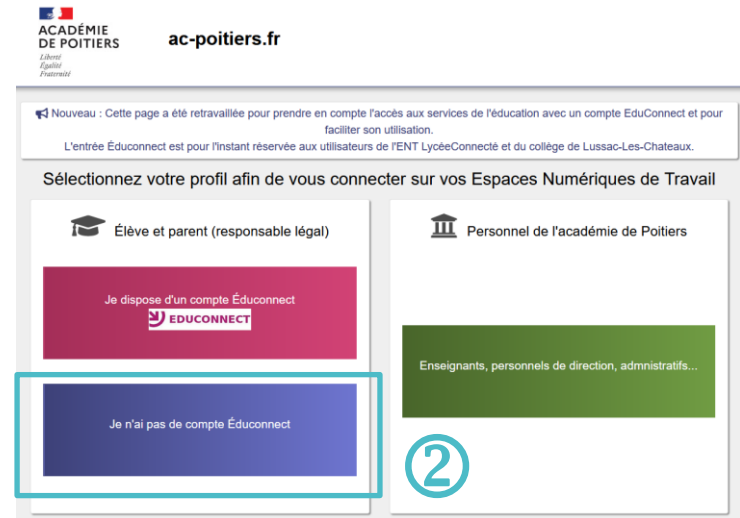 ACADÉMIE
DE POITIERS
Liberté
Égalité
Fraternité
ac-poitiers.fr
Nouveau : Cette page a été retravaillée pour prendre en compte l'accès aux services de l'éducation avec un compte EduConnect et pour
faciliter son utilisation.
L'entrée Éduconnect est pour l'instant réservée aux utilisateurs de l'ENT LycéeConnecté et du collège de Lussac-Les-Chateaux.
Sélectionnez votre profil afin de vous connecter sur vos Espaces Numériques de Travail
Élève et parent (responsable légal)
Je dispose d'un compte Éduconnect
EDUCONNECT
Je n'ai pas de compte Éduconnect
Personnel de l'académie de Poitiers
Enseignants, personnels de direction, admnistratifs...
②